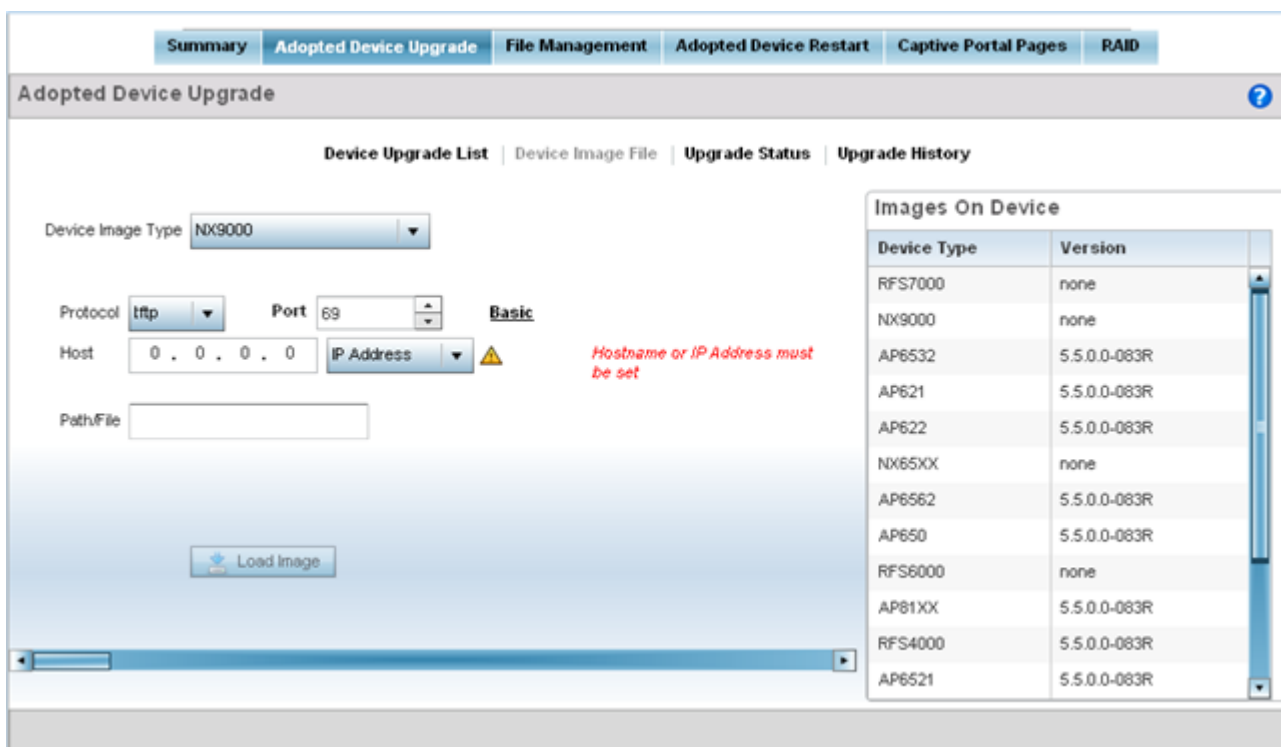 Summary Adopted Device Upgrade File Management Adopted Device Restart Captive Portal Pages RAID
Adopted Device Upgrade ?
Device Upgrade List | Device Image File | Upgrade Status | Upgrade History
Device Image Type NX9000
Protocol tftp Port 69 Basic
Host 0 . 0 . 0 . 0 IP Address Hostname or IP Address must
be set
Path/File
Load Image
Images On Device
Device Type Version
RFS7000 none
NX9000 none
AP6532 5.5.0.0-083R
AP621 5.5.0.0-083R
AP622 5.5.0.0-083R
NX65XX none
AP6562 5.5.0.0-083R
AP650 5.5.0.0-083R
RFS6000 none
AP81XX 5.5.0.0-083R
RFS4000 5.5.0.0-083R
AP6521 5.5.0.0-083R